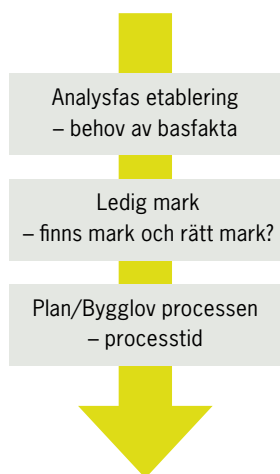 Analysfas etablering
– behov av basfakta
Ledig mark
– finns mark och rätt mark?
Plan/Bygglov processen
– processtid